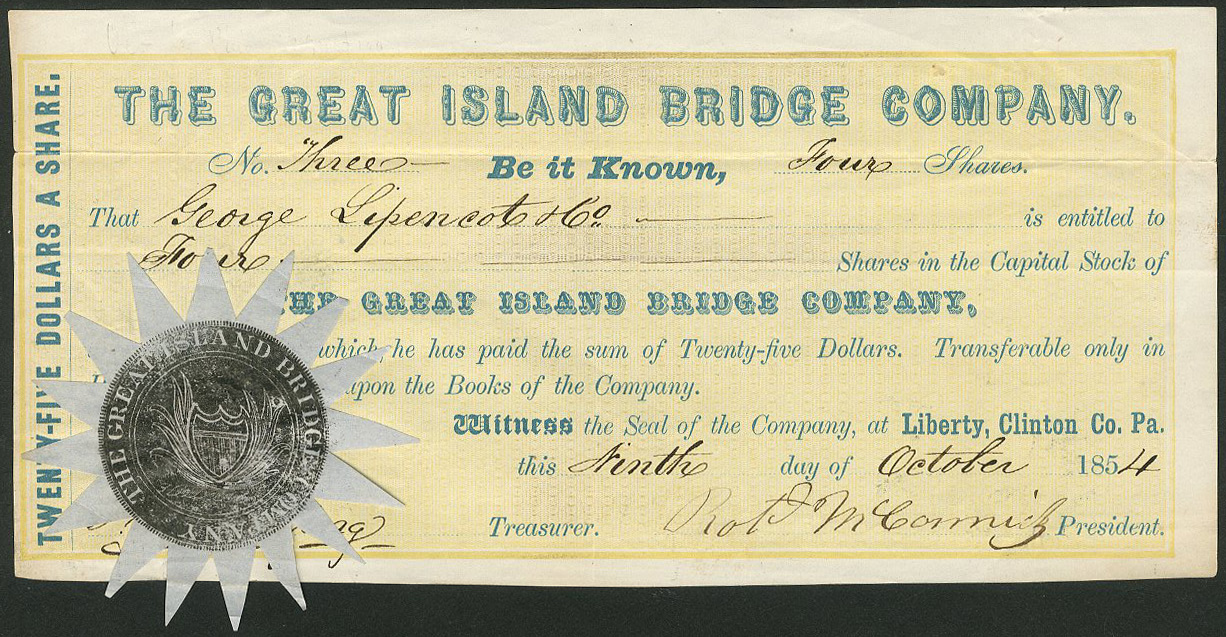 THE GREAT ISLAND BRIDGE COMPANY.
TWENTY-FIVE DOLLARS A SHARE.
No. Three Be it Known, Four Shares.
That George Lipencot & Co. is entitled to
Four Shares in the Capital Stock of
THE GREAT ISLAND BRIDGE COMPANY,
which he has paid the sum of Twenty-five Dollars. Transferable only in
upon the Books of the Company.
Witness the Seal of the Company, at Liberty, Clinton Co. Pa.
this Ninth day of October 1854
Treasurer. Robt McCormick President.
THE GREAT ISLAND BRIDGE COMPANY